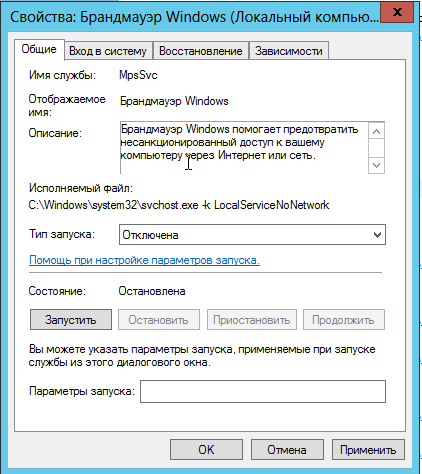 Свойства: Брандмауэр Windows (Локальный компью...
x
Общие Вход в систему Восстановление Зависимости
Имя службы: MpsSvc
Отображаемое имя: Брандмауэр Windows
Описание: Брандмауэр Windows помогает предотвратить
несанкционированный доступ к вашему
компьютеру через Интернет или сеть.
Исполняемый файл:
C:\Windows\system32\svchost.exe -k LocalServiceNoNetwork
Тип запуска: Отключена
Помощь при настройке параметров запуска.
Состояние: Остановлена
Запустить Остановить Приостановить Продолжить
Вы можете указать параметры запуска, применяемые при запуске
службы из этого диалогового окна.
Параметры запуска:
OK Отмена Применить